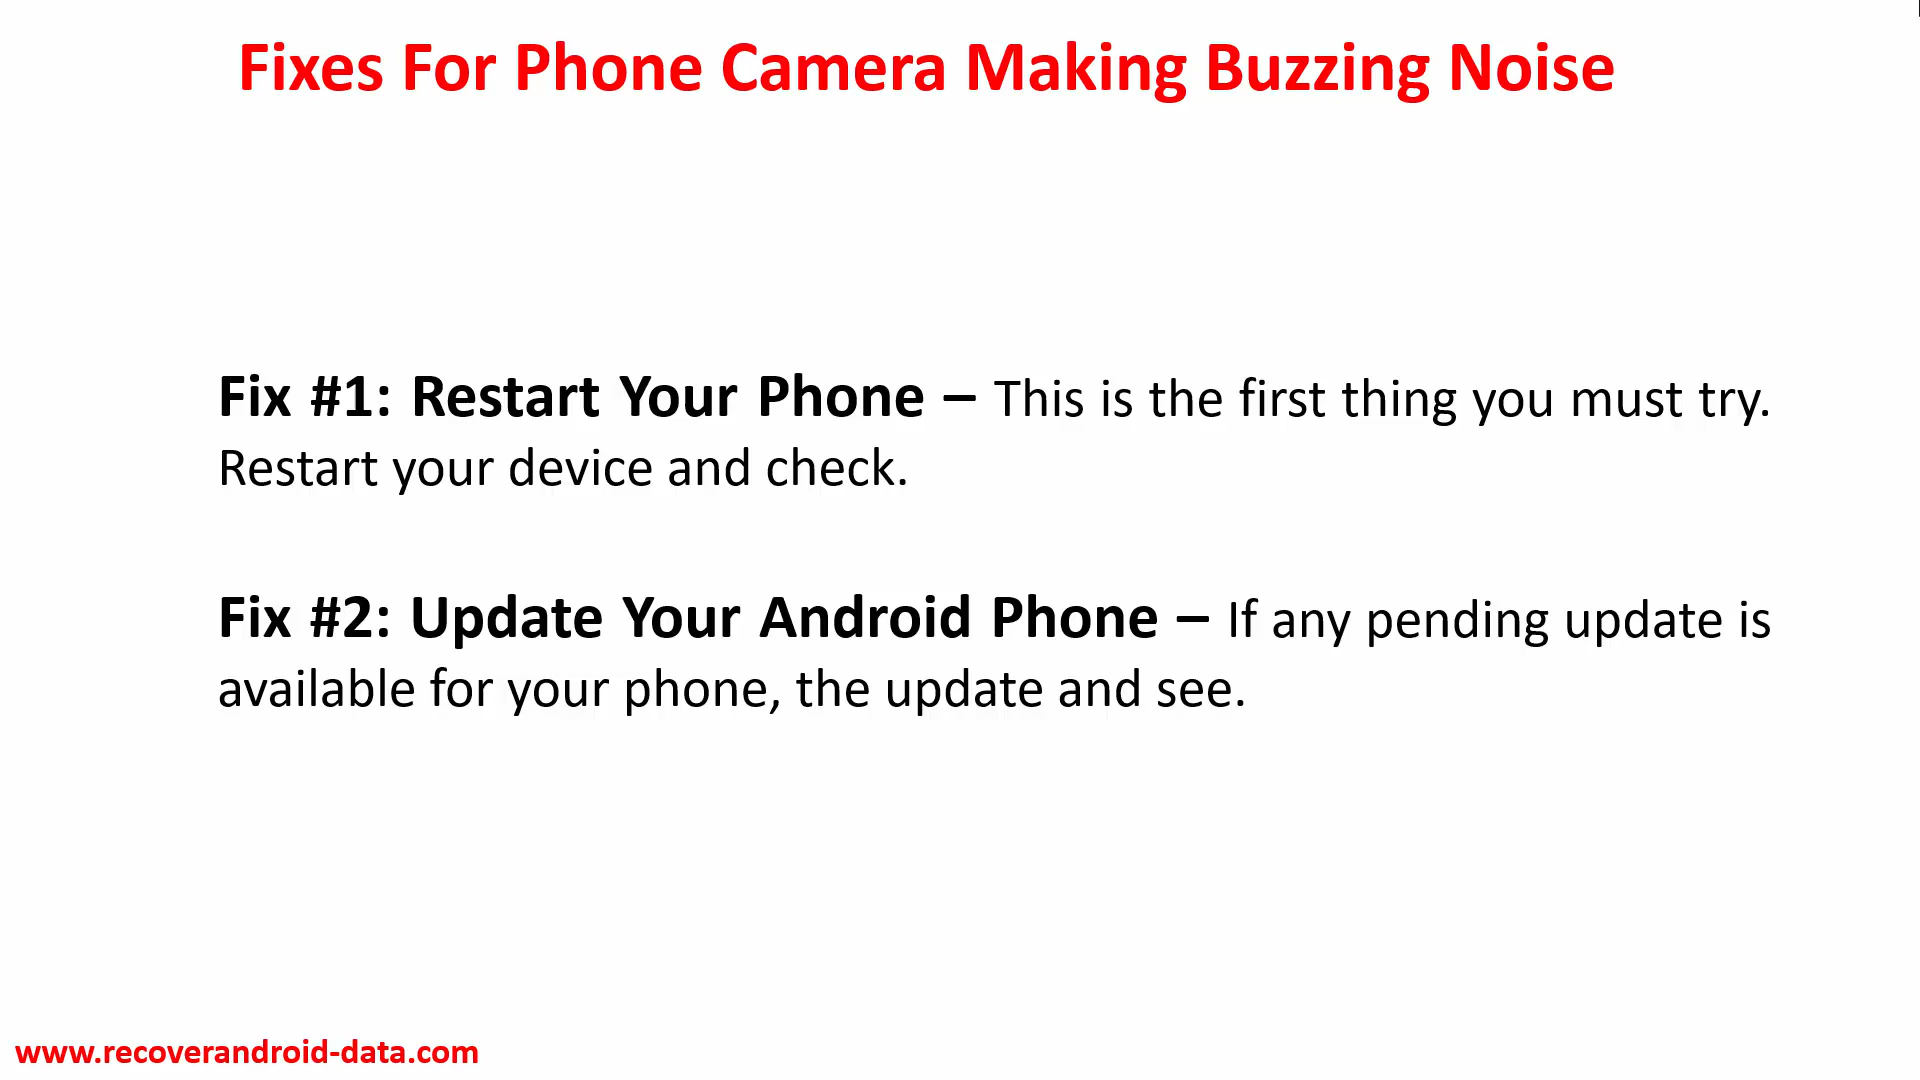 Fixes For Phone Camera Making Buzzing Noise
Fix #1: Restart Your Phone – This is the first thing you must try.
Restart your device and check.
Fix #2: Update Your Android Phone – If any pending update is
available for your phone, the update and see.
www.recoverandroid-data.com